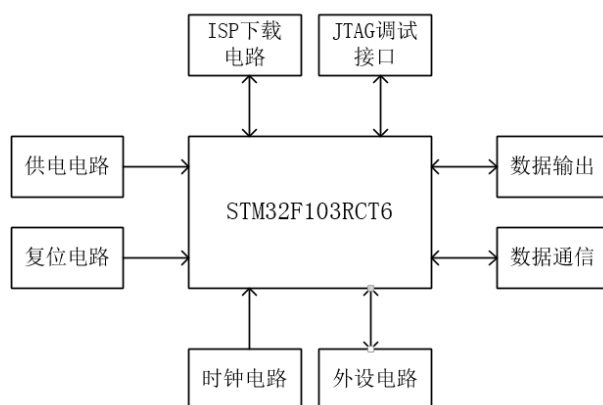 ISP下载
电路
JTAG调试
接口
供电电路
数据输出
STM32F103RCT6
复位电路
数据通信
时钟电路
外设电路